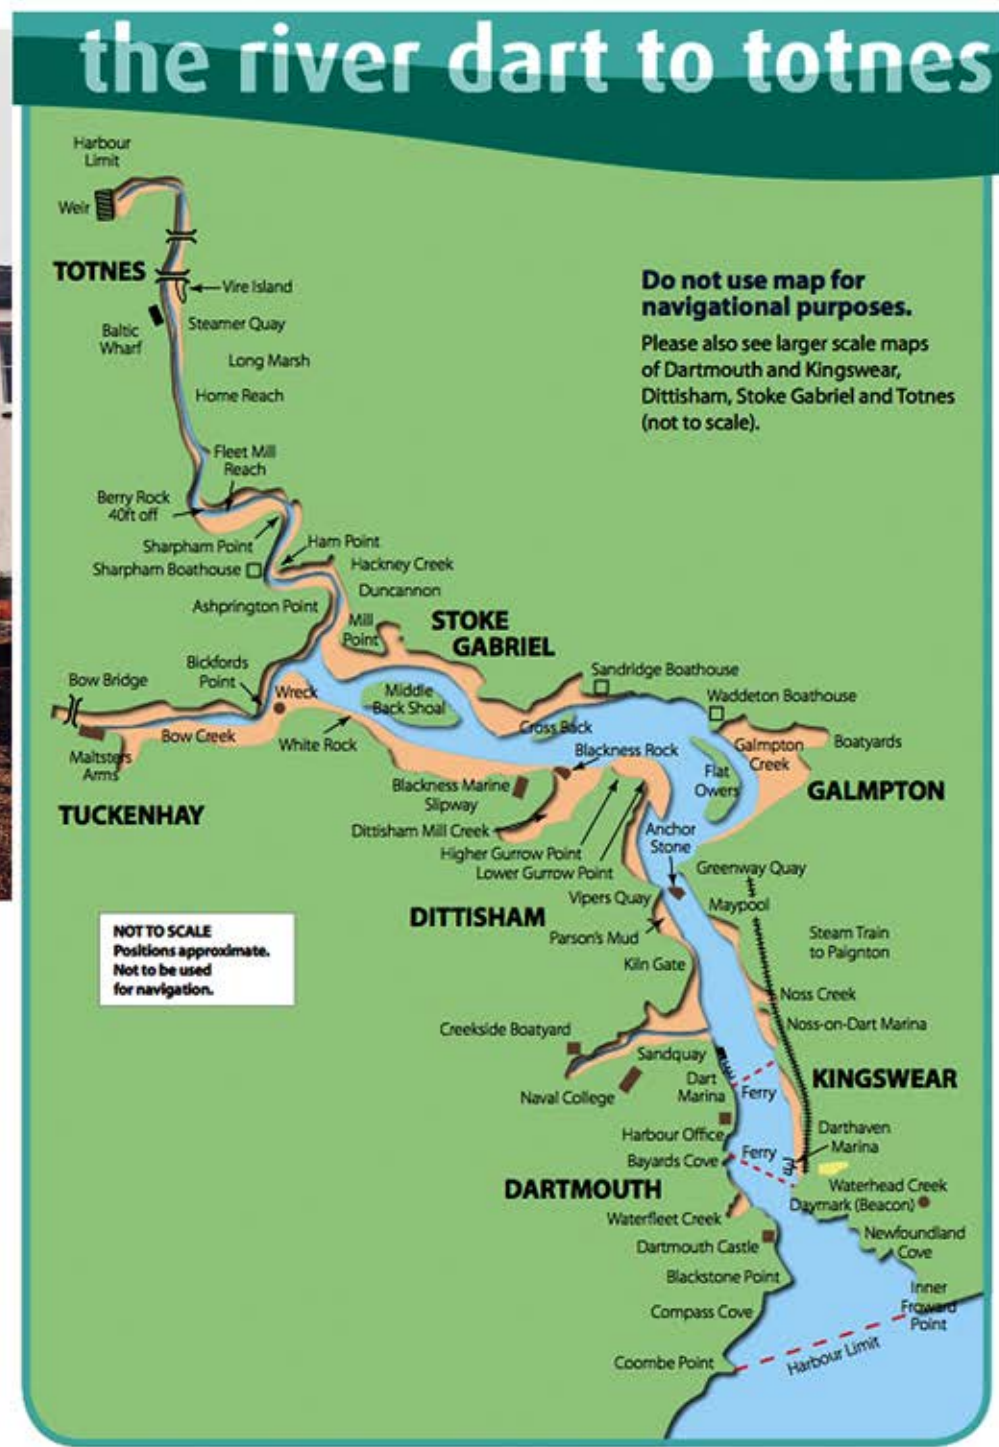 the river dart to totnes
Harbour
Limit
Weir
TOTNES
Vire Island
Baltic
Wharf
Steamer Quay
Long Marsh
Home Reach
Do not use map for
navigational purposes.
Please also see larger scale maps
of Dartmouth and Kingswear,
Dittisham, Stoke Gabriel and Totnes
(not to scale).
Fleet Mill
Reach
Berry Rock
40ft off
Sharpham Point
Ham Point
Sharpham Boathouse
Hackney Creek
Duncannon
Ashprington Point
Mill
Point
STOKE
GABRIEL
Bickfords
Point
Bow Bridge
Wreck
Middle
Back Shoal
Sandridge Boathouse
Waddeton Boathouse
Bow Creek
White Rock
Cross Back
Maltsters
Arms
Blackness Rock
Galmpton
Creek
Boatyards
TUCKENHAY
Blackness Marine
Slipway
Flat
Owers
GALMPTON
Dittisham Mill Creek
Higher Gurrow Point
Lower Gurrow Point
Anchor
Stone
Greenway Quay
Vipers Quay
Maypool
DITTISHAM
Parson's Mud
Steam Train
to Paignton
NOT TO SCALE
Positions approximate.
Not to be used
for navigation.
Kiln Gate
Noss Creek
Noss-on-Dart Marina
Creekside Boatyard
Sandquay
Naval College
Dart
Marina
Ferry
KINGSWEAR
Harbour Office
Darthaven
Marina
Bayards Cove
Ferry
DARTMOUTH
Waterhead Creek
Daymark (Beacon)
Waterfleet Creek
Newfoundland
Cove
Dartmouth Castle
Blackstone Point
Inner
Froward
Point
Compass Cove
Harbour Limit
Coombe Point